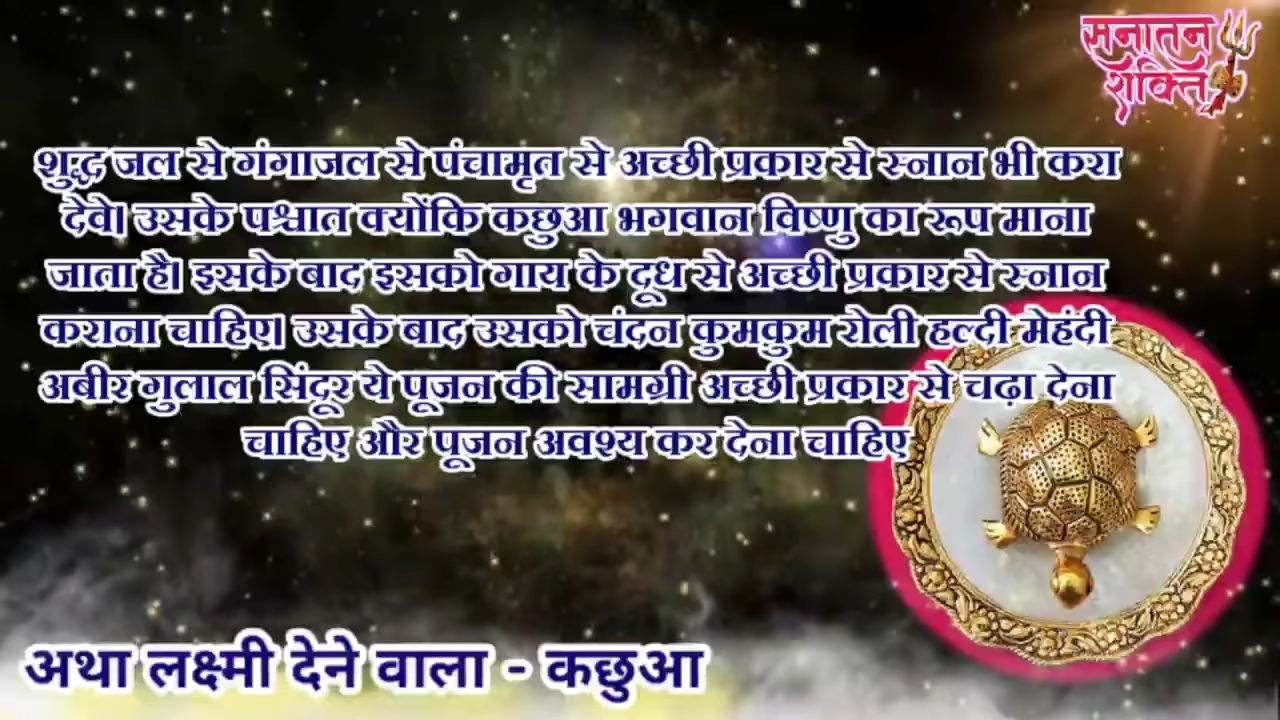 सनातन
शक्ति
शुद्ध जल से गंगाजल से पंचामृत से अच्छी प्रकार से स्नान भी करा
देवे। उसके पश्चात क्योंकि कछुआ भगवान विष्णु का रूप माना
जाता है। इसके बाद इसको गाय के दूध से अच्छी प्रकार से स्नान
कराना चाहिए। उसके बाद उसको चंदन कुमकुम रोली हल्दी मेहंदी
अबीर गुलाल सिंदूर ये पूजन की सामग्री अच्छी प्रकार से चढ़ा देना
चाहिए और पूजन अवश्य कर देना चाहिए
अथा लक्ष्मी देने वाला - कछुआ